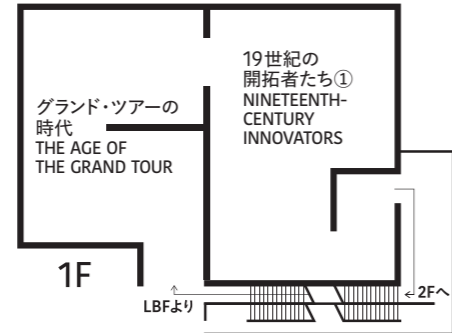 グランド・ツアーの
時代
THE AGE OF
THE GRAND TOUR
19世紀の
開拓者たち①
NINETEENTH-
CENTURY
INNOVATORS
1F
LBFより
2Fへ